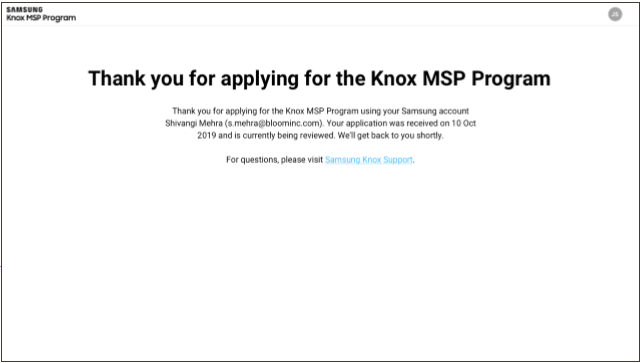 SAMSUNG
Knox MSP Program
JS
Thank you for applying for the Knox MSP Program
Thank you for applying for the Knox MSP Program using your Samsung account
Shivangi Mehra (s.mehra@bloominc.com). Your application was received on 10 Oct
2019 and is currently being reviewed. We'll get back to you shortly.
For questions, please visit Samsung Knox Support.